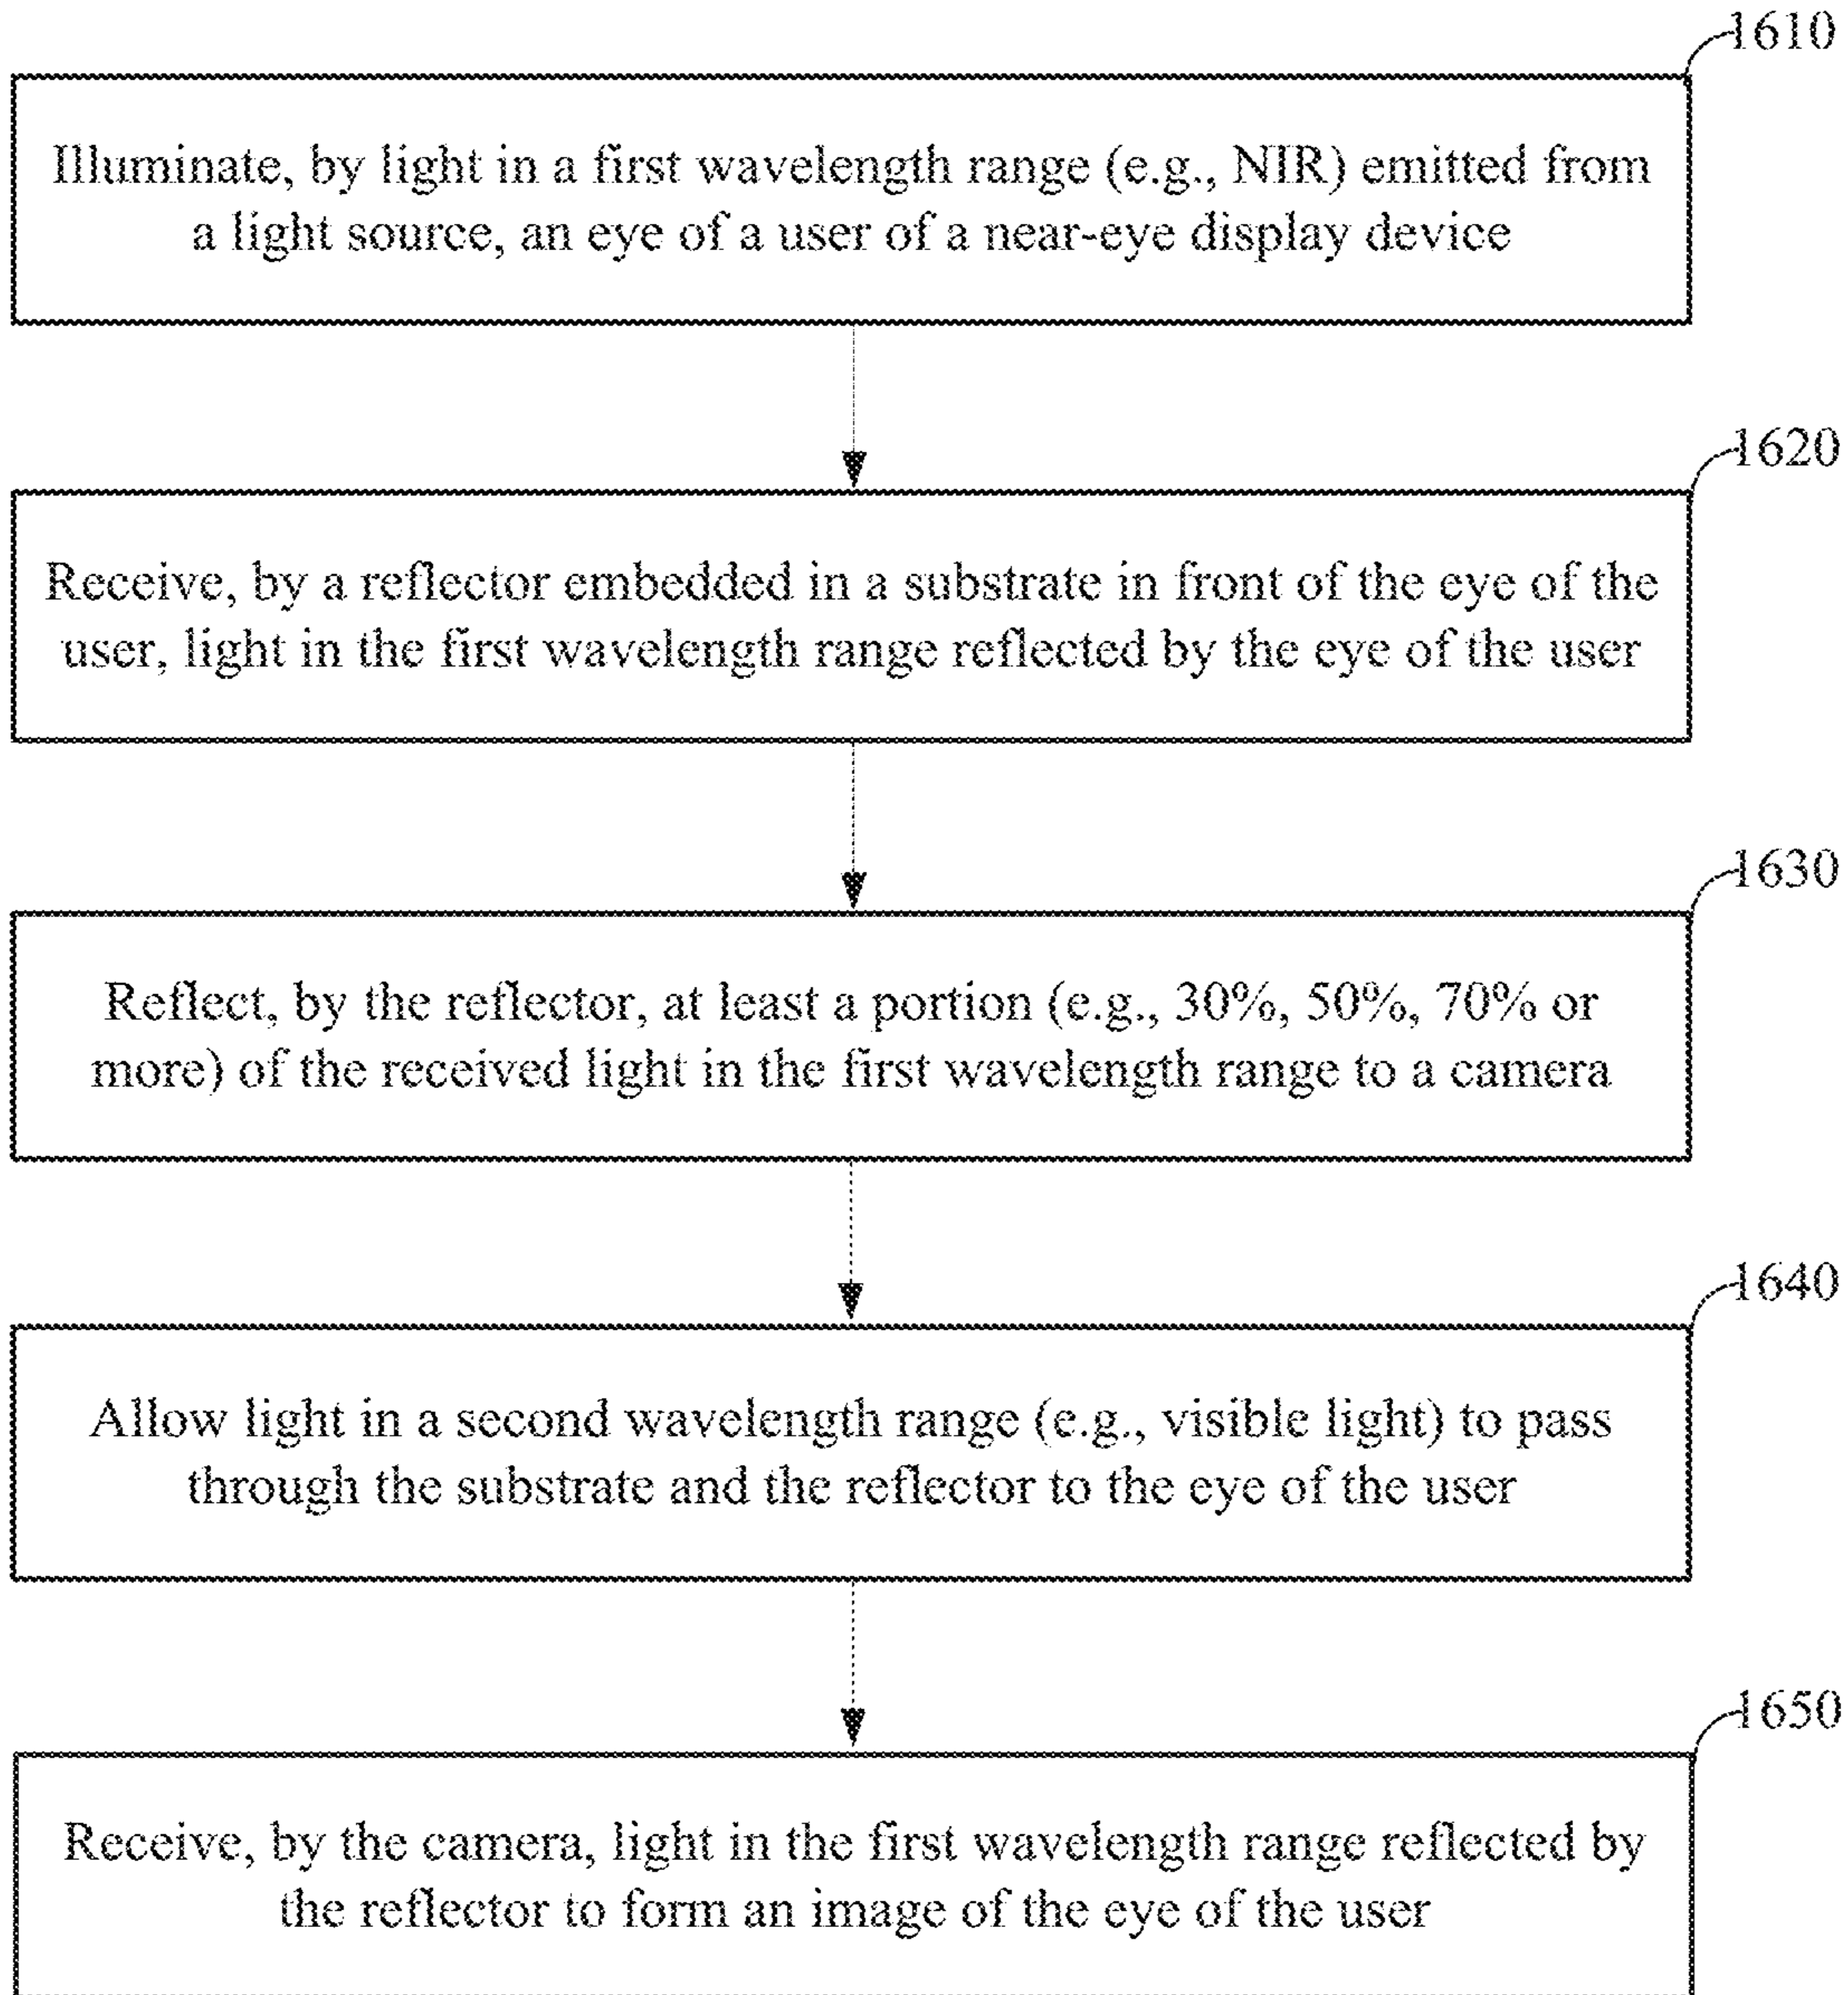 1610
Illuminate, by light in a first wavelength range (e.g., NIR) emitted from
a light source, an eye of a user of a near-eye display device
1620
Receive, by a reflector embedded in a substrate in front of the eye of the
user, light in the first wavelength range reflected by the eye of the user
1630
Reflect, by the reflector, at least a portion (e.g., 30%, 50%, 70% or
more) of the received light in the first wavelength range to a camera
1640
Allow light in a second wavelength range (e.g., visible light) to pass
through the substrate and the reflector to the eye of the user
1650
Receive, by the camera, light in the first wavelength range reflected by
the reflector to form an image of the eye of the user